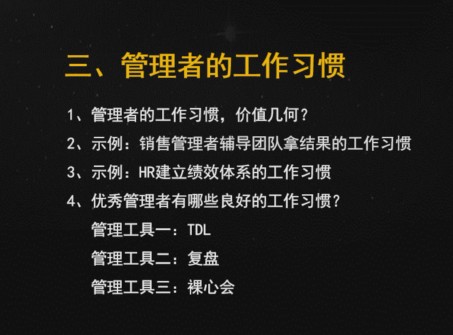 三、管理者的工作习惯
1、管理者的工作习惯，价值几何？
2、示例：销售管理者辅导团队拿结果的工作习惯
3、示例：HR建立绩效体系的工作习惯
4、优秀管理者有哪些良好的工作习惯？
管理工具一：TDL
管理工具二：复盘
管理工具三：裸心会